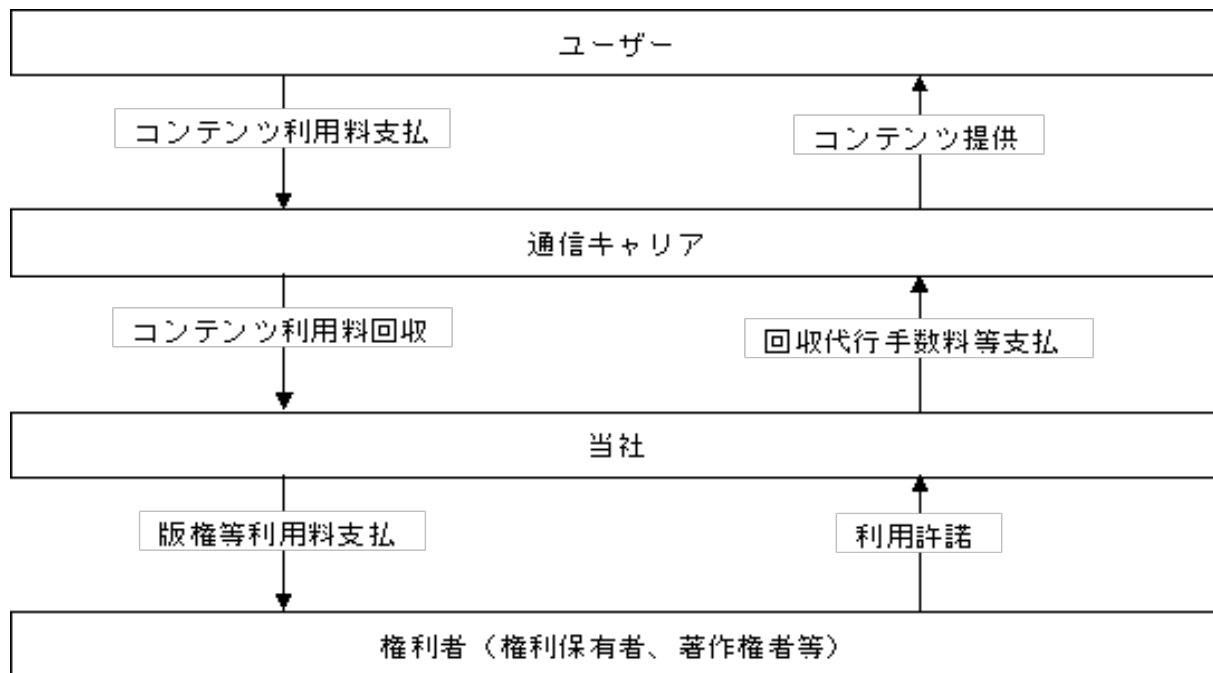 ユーザー
コンテンツ利用料支払
コンテンツ提供
通信キャリア
コンテンツ利用料回収
回収代行手数料等支払
当社
版権等利用料支払
利用許諾
権利者（権利保有者、著作権者等）